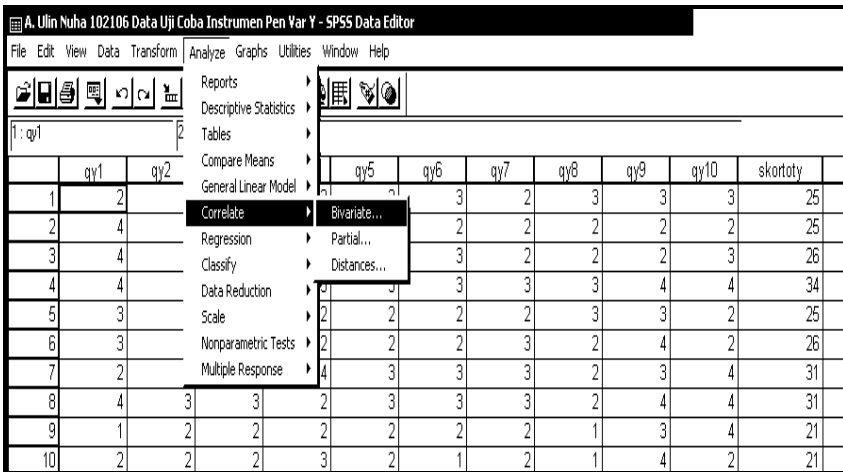 A. Ulin Nuha 102106 Data Uji Coba Instrumen Pen Var Y - SPSS Data Editor
File Edit View Data Transform Analyze Graphs Utilities Window Help
1 : qy1 2
Reports
Descriptive Statistics
Tables
Compare Means
General Linear Model
Correlate
Regression
Classify
Data Reduction
Scale
Nonparametric Tests
Multiple Response
Bivariate...
Partial...
Distances...
qy1 qy2 qy5 qy6 qy7 qy8 qy9 qy10 skortoty
1 2 3 2 3 3 3 25
2 4 2 2 2 2 2 25
3 4 3 2 2 2 3 26
4 4 3 3 3 3 4 4 34
5 3 2 2 2 2 3 3 2 25
6 3 2 2 2 3 2 4 2 26
7 2 4 3 3 3 2 3 4 31
8 4 3 3 2 3 3 3 2 4 4 31
9 1 2 2 2 2 2 2 1 3 4 21
10 2 2 2 3 2 1 2 1 4 2 21